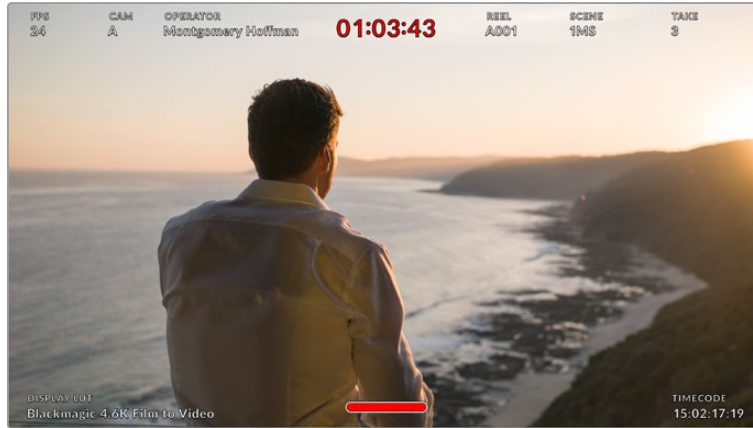 FPS CAM OPERATOR 01:03:43 REEL SCENE TAKE
24 A Montgomery Hoffman A001 1MS 3
DISPLAY LUT TIMECODE
Blackmagic 4.6K Film to Video 15:02:17:19